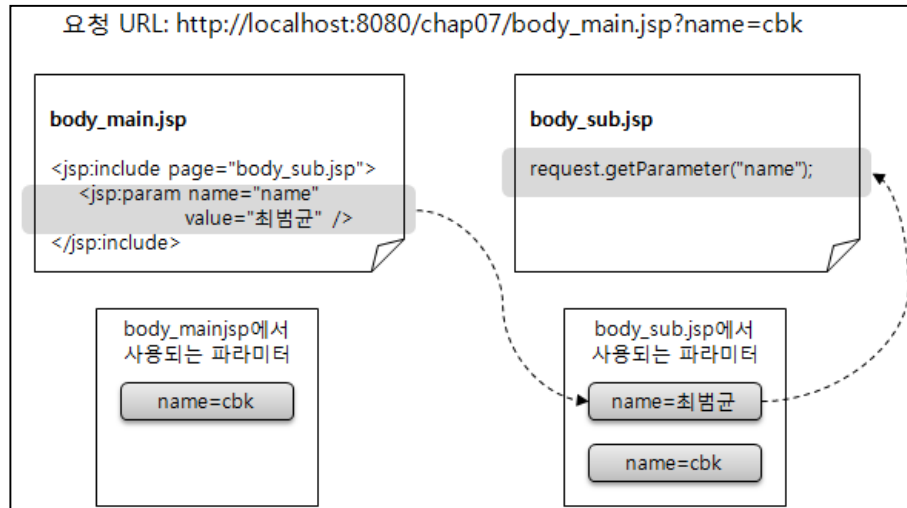 요청 URL: http://localhost:8080/chap07/body_main.jsp?name=cbk
body_main.jsp
<jsp:include page="body_sub.jsp">
<jsp:param name="name"
value="최범균" />
</jsp:include>
body_sub.jsp
request.getParameter("name");
body_mainjsp에서
사용되는 파라미터
name=cbk
body_sub.jsp에서
사용되는 파라미터
name=최범균
name=cbk